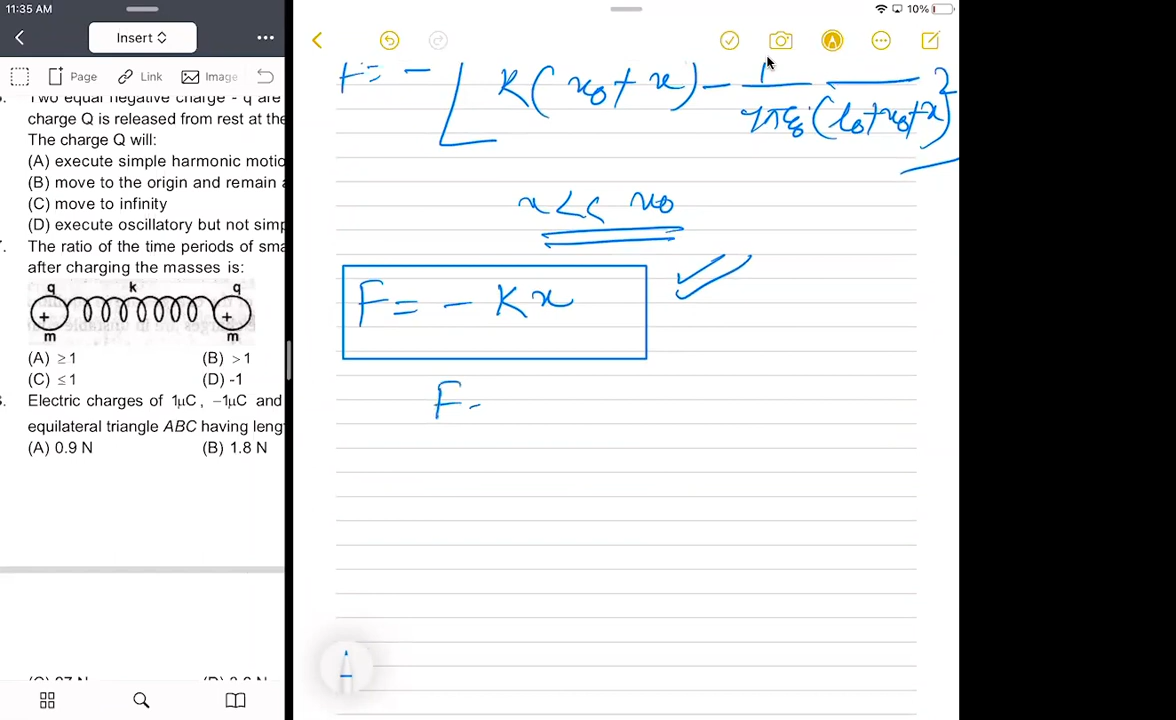 11:35 AM
10%
Insert
Page Link Image
Two equal negative charge - q are
charge Q is released from rest at the
The charge Q will:
(A) execute simple harmonic motio
(B) move to the origin and remain
(C) move to infinity
(D) execute oscillatory but not simp
The ratio of the time periods of sma
after charging the masses is:
q k q
+ +
m m
(A) ≥ 1 (B) > 1
(C) ≤ 1 (D) -1
Electric charges of 1μC, −1μC and
equilateral triangle ABC having leng
(A) 0.9 N (B) 1.8 N
F = - [ K(x₀ + x) - 1/4πε₀ (l₀+x₀+x)²
x << x₀
F = - Kx
F -